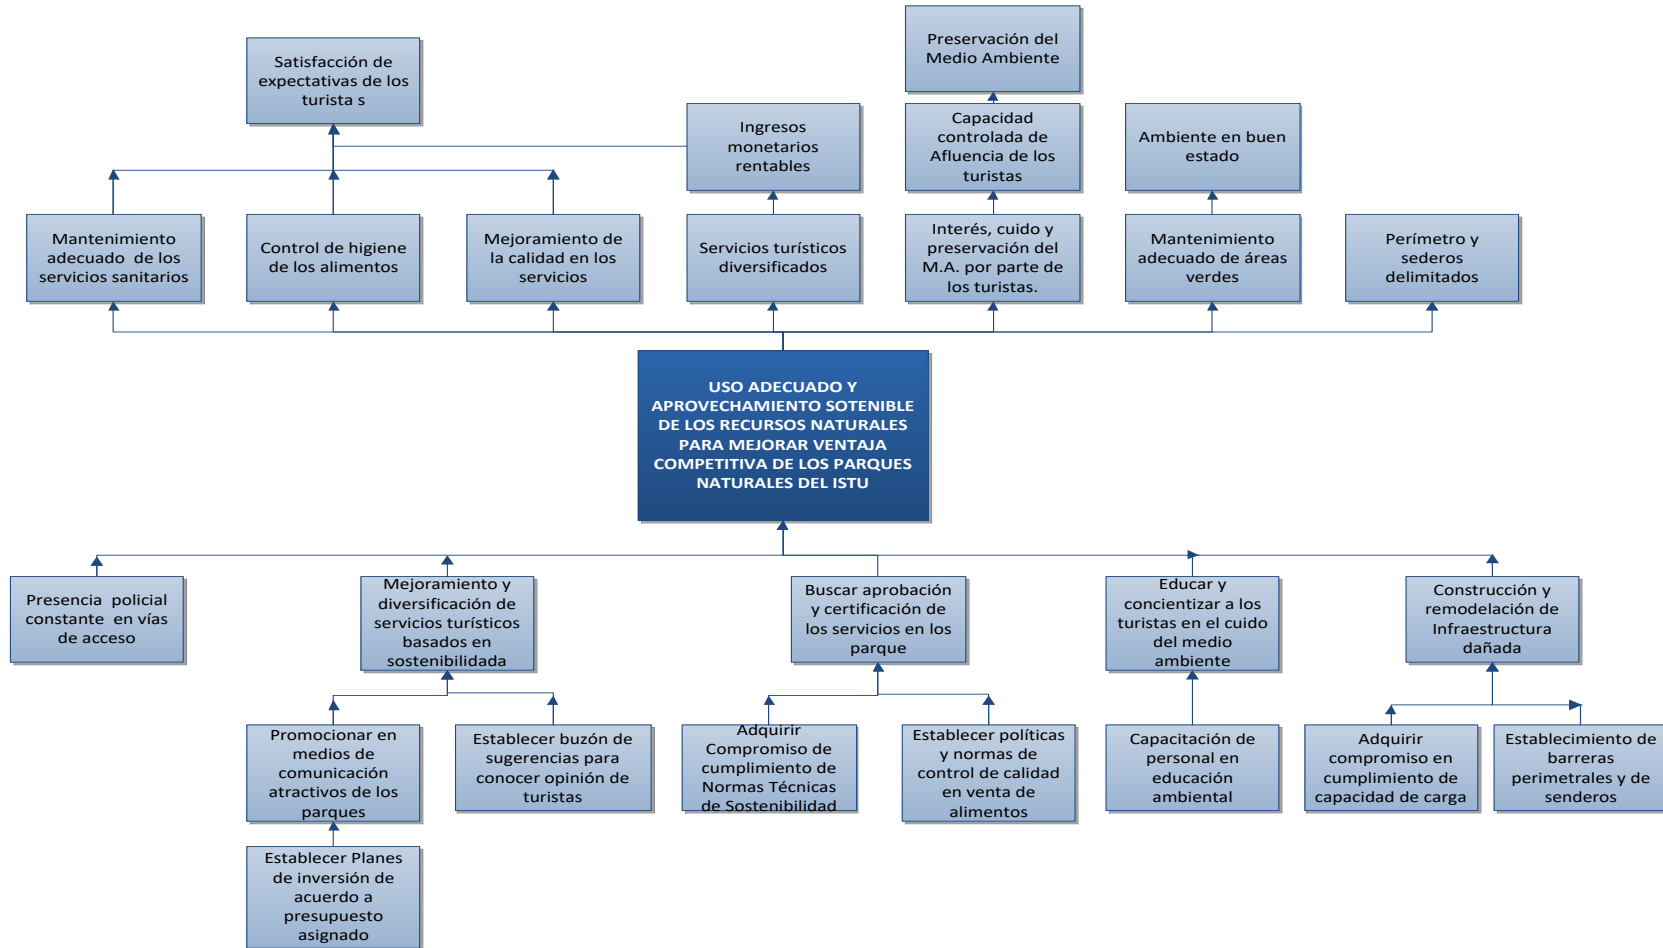 Preservación del
Medio Ambiente
Satisfacción de
expectativas de los
turista s
Ingresos
monetarios
rentables
Capacidad
controlada de
Afluencia de los
turistas
Ambiente en buen
estado
Mantenimiento
adecuado  de los
servicios sanitarios
Control de higiene
de los alimentos
Mejoramiento de
la calidad en los
servicios
Servicios turísticos
diversificados
Interés, cuido y
preservación del
M.A. por parte de
los turistas.
Mantenimiento
adecuado de áreas
verdes
Perímetro y
sederos
delimitados
USO ADECUADO Y
APROVECHAMIENTO SOTENIBLE
DE LOS RECURSOS NATURALES
PARA MEJORAR VENTAJA
COMPETITIVA DE LOS PARQUES
NATURALES DEL ISTU
Presencia  policial
constante  en vías
de acceso
Mejoramiento y
diversificación de
servicios turísticos
basados en
sostenibilidada
Buscar aprobación
y certificación de
los servicios en los
parque
Educar y
concientizar a los
turistas en el cuido
del medio
ambiente
Construcción y
remodelación de
Infraestructura
dañada
Promocionar en
medios de
comunicación
atractivos de los
parques
Establecer buzón de
sugerencias para
conocer opinión de
turistas
Adquirir
Compromiso de
cumplimiento de
Normas Técnicas
de Sostenibilidad
Establecer políticas
y normas de
control de calidad
en venta de
alimentos
Capacitación de
personal en
educación
ambiental
Adquirir
compromiso en
cumplimiento de
capacidad de carga
Establecimiento de
barreras
perimetrales y de
senderos
Establecer Planes
de inversión de
acuerdo a
presupuesto
asignado